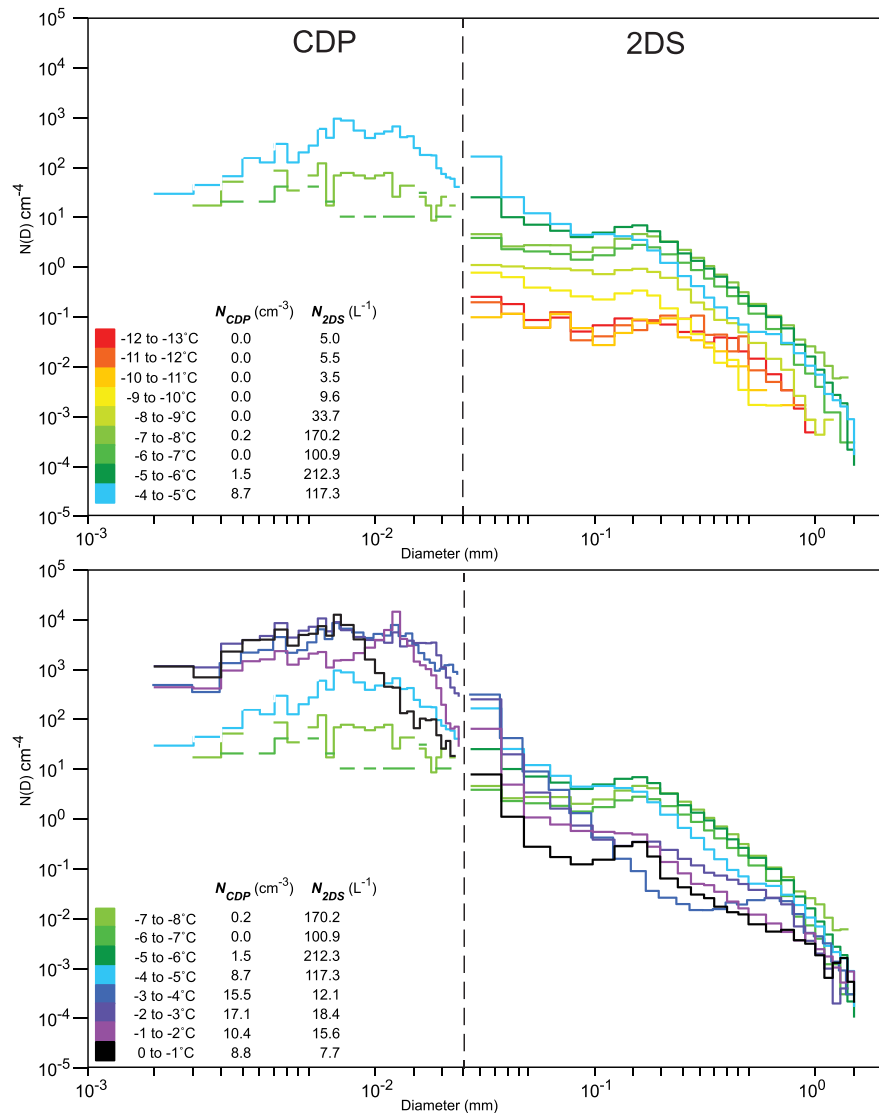 CDP 2DS
10^5
10^4
10^3
10^2
10^1
10^0
10^-1
10^-2
10^-3
10^-4
10^-5
N(D) cm^-4
N_CDP (cm^-3) N_2DS (L^-1)
-12 to -13°C 0.0 5.0
-11 to -12°C 0.0 5.5
-10 to -11°C 0.0 3.5
-9 to -10°C 0.0 9.6
-8 to -9°C 0.0 33.7
-7 to -8°C 0.2 170.2
-6 to -7°C 0.0 100.9
-5 to -6°C 1.5 212.3
-4 to -5°C 8.7 117.3
10^-3 10^-2 10^-1 10^0
Diameter (mm)
10^5
10^4
10^3
10^2
10^1
10^0
10^-1
10^-2
10^-3
10^-4
10^-5
N(D) cm^-4
N_CDP (cm^-3) N_2DS (L^-1)
-7 to -8°C 0.2 170.2
-6 to -7°C 0.0 100.9
-5 to -6°C 1.5 212.3
-4 to -5°C 8.7 117.3
-3 to -4°C 15.5 12.1
-2 to -3°C 17.1 18.4
-1 to -2°C 10.4 15.6
0 to -1°C 8.8 7.7
10^-3 10^-2 10^-1 10^0
Diameter (mm)